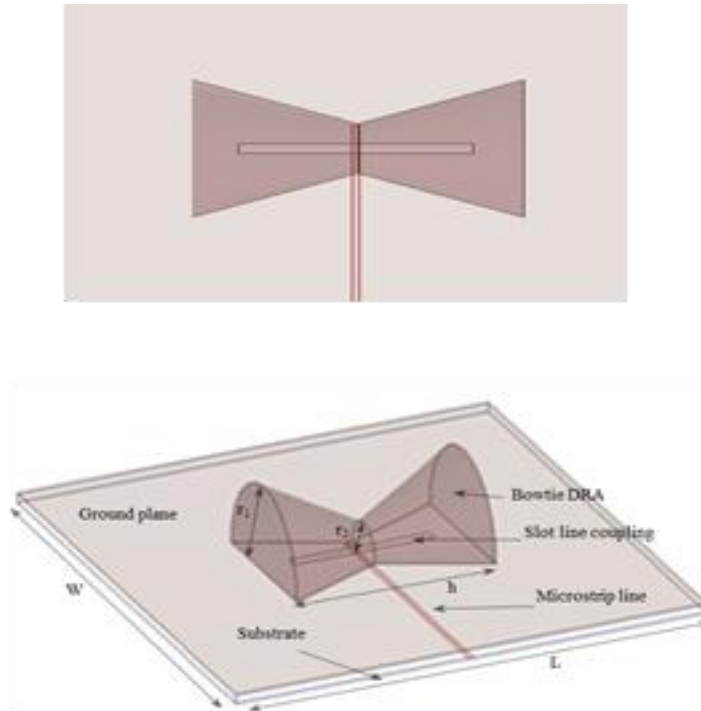 Bowtie DRA
r1
Ground plane
r2
Slot line coupling
h
W
Microstrip line
Substrate
L